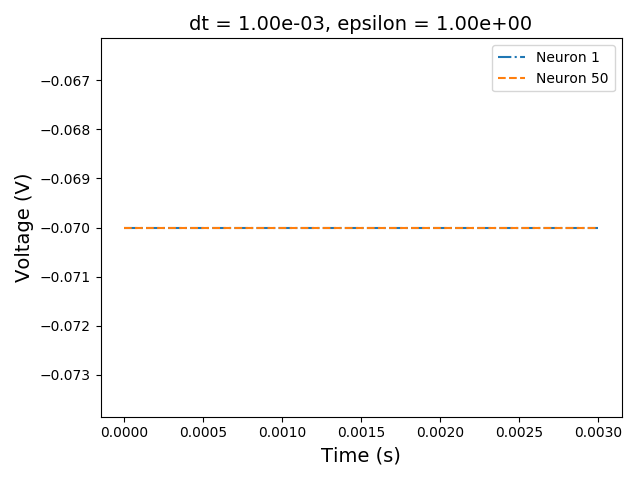 dt = 1.00e-03, epsilon = 1.00e+00
Neuron 1
Neuron 50
−0.067
−0.068
−0.069
−0.070
−0.071
−0.072
−0.073
Voltage (V)
0.0000 0.0005 0.0010 0.0015 0.0020 0.0025 0.0030
Time (s)